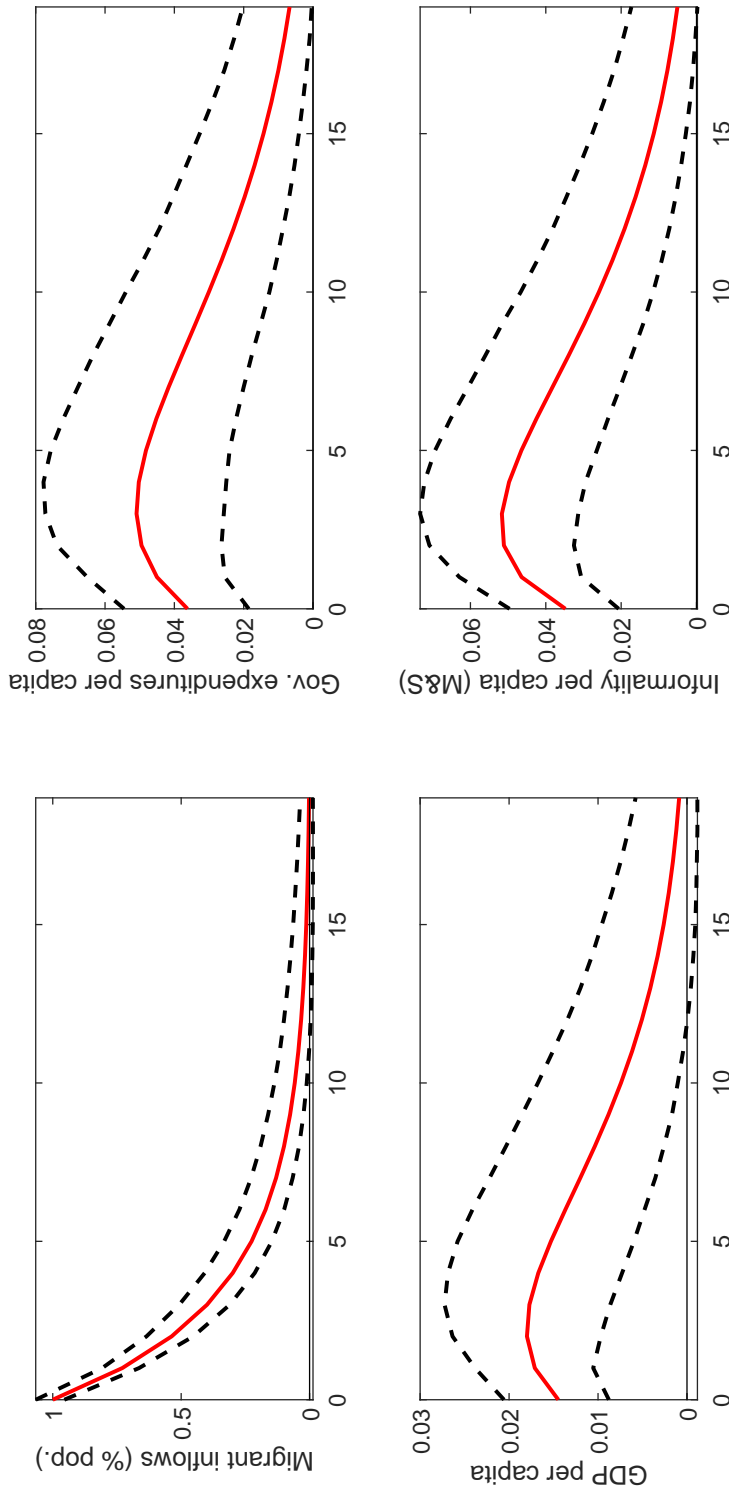 Migrant inflows (% pop.)
1
0.5
0
0 5 10 15
Gov. expenditures per capita
0.08
0.06
0.04
0.02
0
0 5 10 15
GDP per capita
0.03
0.02
0.01
0
0 5 10 15
Informality per capita (M&S)
0.06
0.04
0.02
0
0 5 10 15